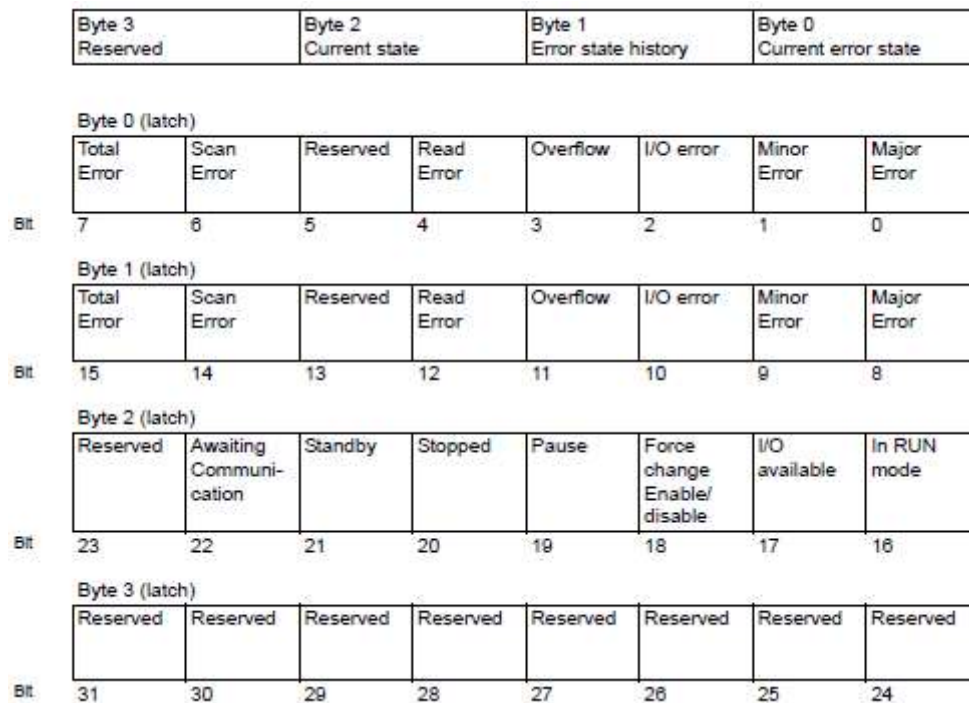 Byte 3 Byte 2 Byte 1 Byte 0
Reserved Current state Error state history Current error state
Byte 0 (latch)
Total Scan Reserved Read Overflow I/O error Minor Major
Error Error Error Error Error
Bit 7 6 5 4 3 2 1 0
Byte 1 (latch)
Total Scan Reserved Read Overflow I/O error Minor Major
Error Error Error Error Error
Bit 15 14 13 12 11 10 9 8
Byte 2 (latch)
Reserved Awaiting Standby Stopped Pause Force I/O In RUN
Communi- change available mode
cation Enable/
disable
Bit 23 22 21 20 19 18 17 16
Byte 3 (latch)
Reserved Reserved Reserved Reserved Reserved Reserved Reserved Reserved
Bit 31 30 29 28 27 26 25 24